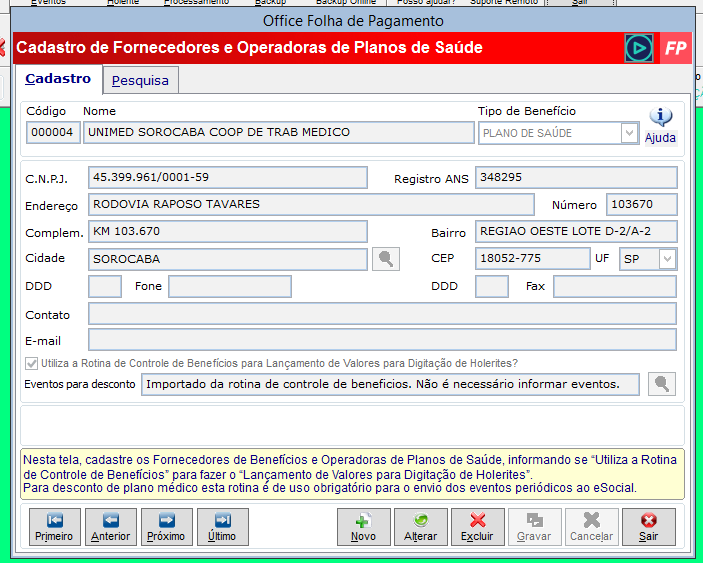 Eventos Holerite Processamento Backup Backup Online Posso ajudar? Suporte Remoto Sair
Office Folha de Pagamento
Cadastro de Fornecedores e Operadoras de Planos de Saúde FP
Cadastro Pesquisa
Código Nome Tipo de Benefício
000004 UNIMED SOROCABA COOP DE TRAB MEDICO PLANO DE SAÚDE
Ajuda
C.N.P.J. 45.399.961/0001-59 Registro ANS 348295
Endereço RODOVIA RAPOSO TAVARES Número 103670
Complem. KM 103.670 Bairro REGIAO OESTE LOTE D-2/A-2
Cidade SOROCABA CEP 18052-775 UF SP
DDD Fone DDD Fax
Contato
E-mail
Utiliza a Rotina de Controle de Benefícios para Lançamento de Valores para Digitação de Holerites?
Eventos para desconto Importado da rotina de controle de beneficios. Não é necessário informar eventos.
Nesta tela, cadastre os Fornecedores de Benefícios e Operadoras de Planos de Saúde, informando se “Utiliza a Rotina
de Controle de Benefícios” para fazer o “Lançamento de Valores para Digitação de Holerites”.
Para desconto de plano médico esta rotina é de uso obrigatório para o envio dos eventos periódicos ao eSocial.
Primeiro Anterior Próximo Último Novo Alterar Excluir Gravar Cancelar Sair